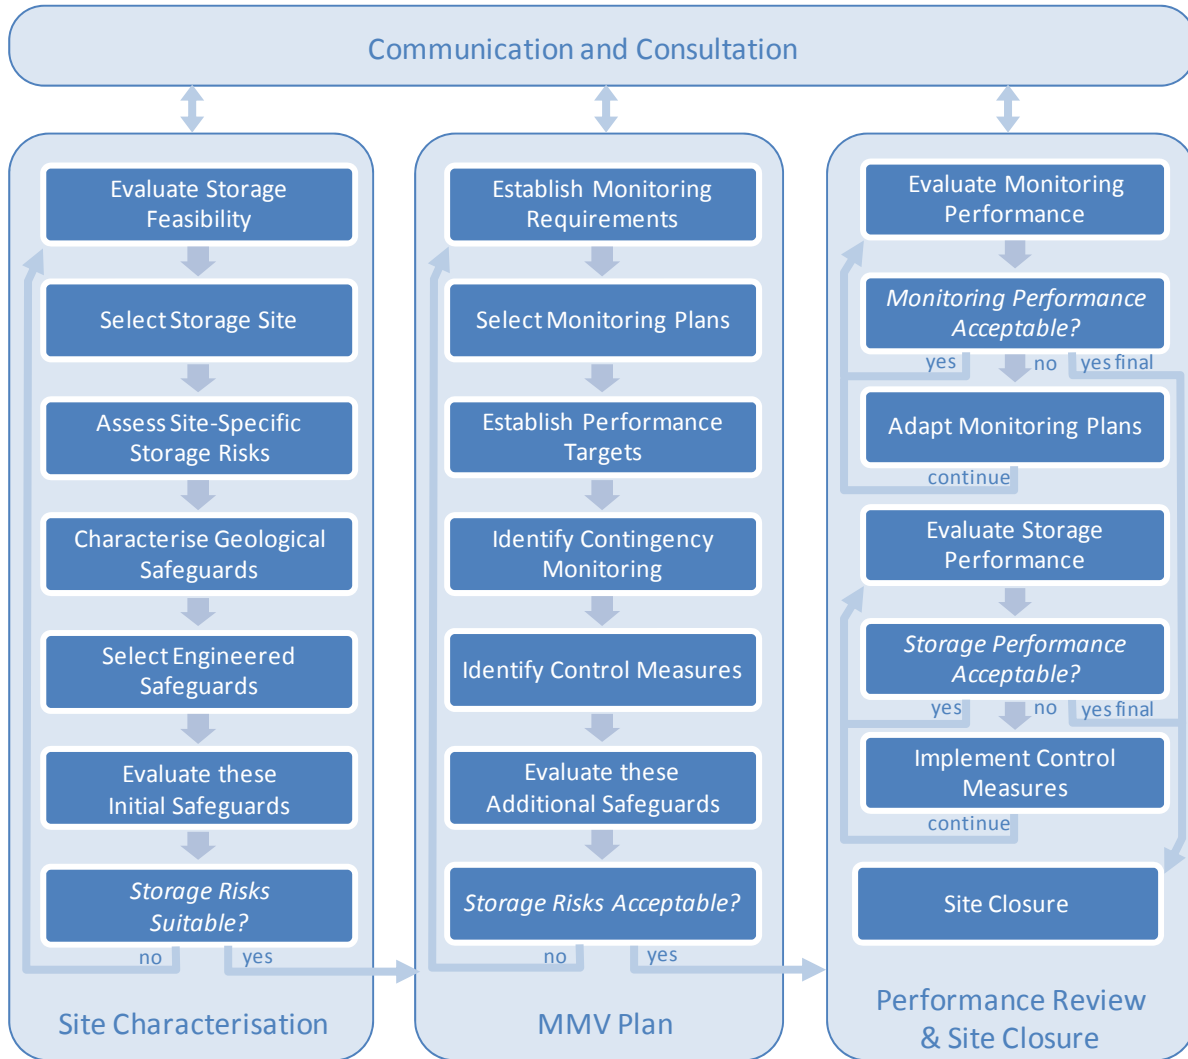 Communication and Consultation
Evaluate Storage
Feasibility
Select Storage Site
Assess Site-Specific
Storage Risks
Characterise Geological
Safeguards
Select Engineered
Safeguards
Evaluate these
Initial Safeguards
Storage Risks
Suitable?
no
yes
Site Characterisation
Establish Monitoring
Requirements
Select Monitoring Plans
Establish Performance
Targets
Identify Contingency
Monitoring
Identify Control Measures
Evaluate these
Additional Safeguards
Storage Risks Acceptable?
no
yes
MMV Plan
Evaluate Monitoring
Performance
Monitoring Performance
Acceptable?
yes
no
yes final
Adapt Monitoring Plans
continue
Evaluate Storage
Performance
Storage Performance
Acceptable?
yes
no
yes final
Implement Control
Measures
continue
Site Closure
Performance Review
& Site Closure